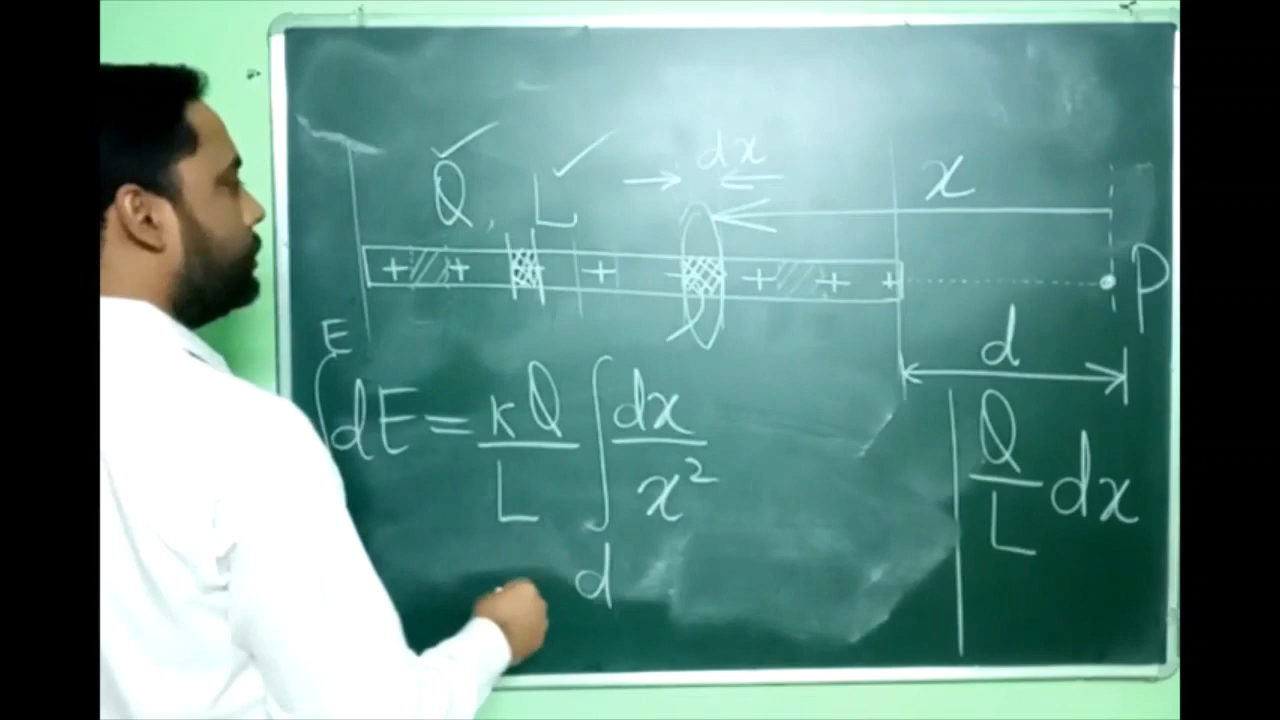 dx
x
Q, L
+ + + + + + +
P
d
E
∫dE = KQ/L ∫ dx/x²
d
Q/L dx